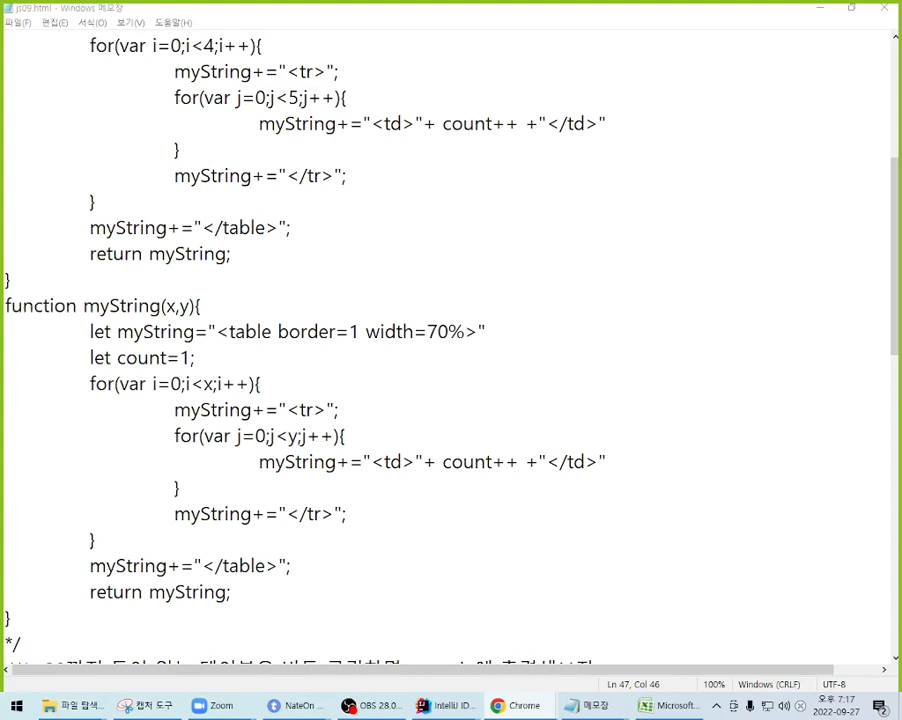 js09.html - Windows 메모장
파일(F) 편집(E) 서식(O) 보기(V) 도움말(H)
for(var i=0;i<4;i++){
myString+="<tr>";
for(var j=0;j<5;j++){
myString+="<td>"+ count++ +"</td>"
}
myString+="</tr>";
}
myString+="</table>";
return myString;
}
function myString(x,y){
let myString="<table border=1 width=70%>"
let count=1;
for(var i=0;i<x;i++){
myString+="<tr>";
for(var j=0;j<y;j++){
myString+="<td>"+ count++ +"</td>"
}
myString+="</tr>";
}
myString+="</table>";
return myString;
}
*/
Ln 47, Col 46 100% Windows (CRLF) UTF-8
파일 탐색... 캡처 도구 Zoom NateOn ... OBS 28.0... IntelliJ ID... Chrome 메모장 Microsoft... 오후 7:17
2022-09-27 2